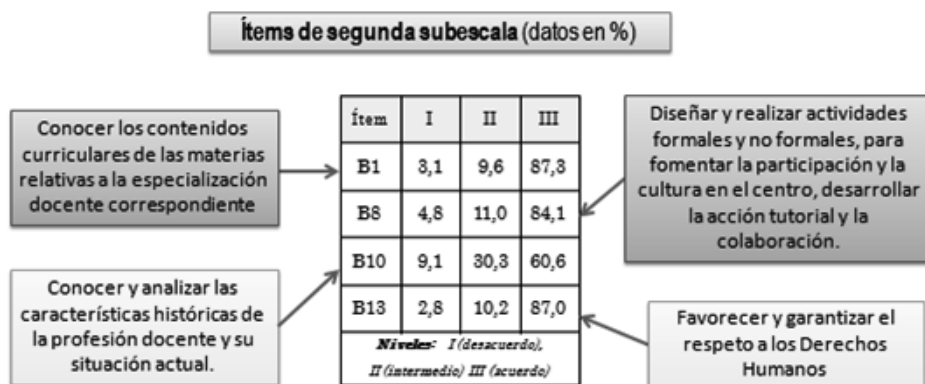 Ítems de segunda subescala (datos en %)
Conocer los contenidos
curriculares de las materias
relativas a la especialización
docente correspondiente
Conocer y analizar las
características históricas de
la profesión docente y su
situación actual.
Ítem I II III
B1 3,1 9,6 87,3
B8 4,8 11,0 84,1
B10 9,1 30,3 60,6
B13 2,8 10,2 87,0
Niveles: I (desacuerdo),
II (intermedio) III (acuerdo)
Diseñar y realizar actividades
formales y no formales, para
fomentar la participación y la
cultura en el centro, desarrollar
la acción tutorial y la
colaboración.
Favorecer y garantizar el
respeto a los Derechos
Humanos